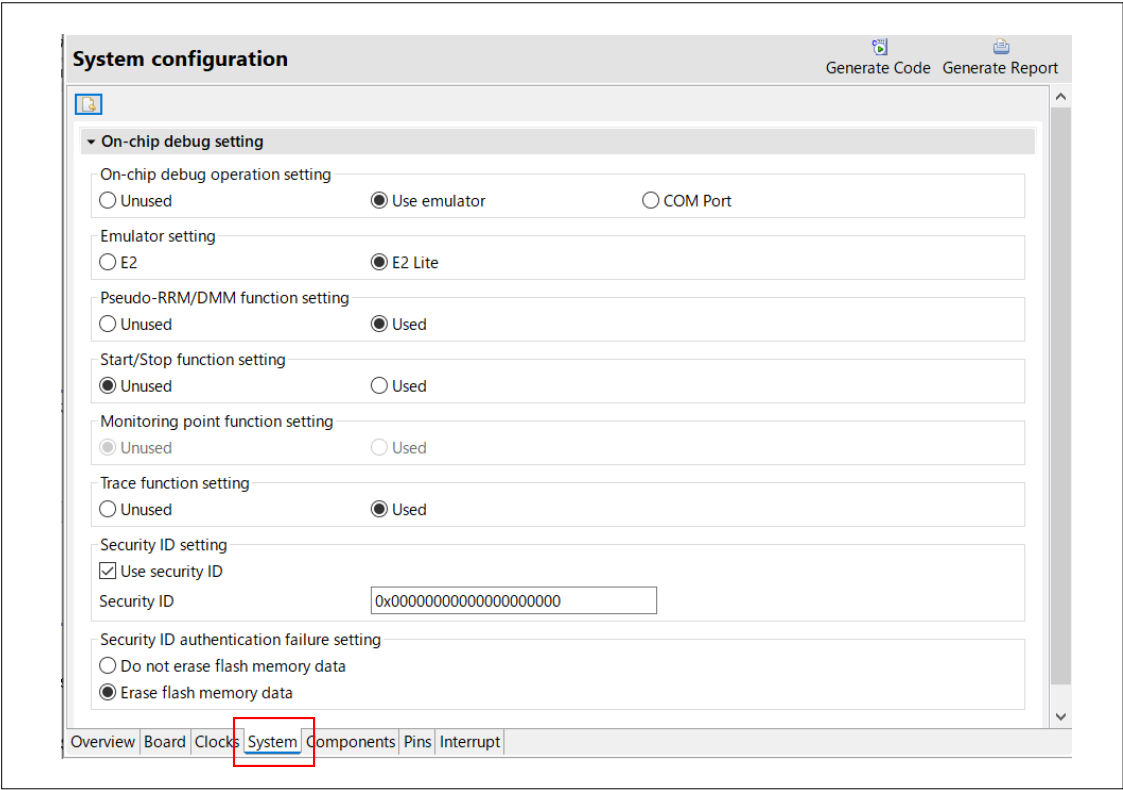 System configuration
Generate Code Generate Report
On-chip debug setting
On-chip debug operation setting
Unused Use emulator COM Port
Emulator setting
E2 E2 Lite
Pseudo-RRM/DMM function setting
Unused Used
Start/Stop function setting
Unused Used
Monitoring point function setting
Unused Used
Trace function setting
Unused Used
Security ID setting
Use security ID
Security ID 0x00000000000000000000
Security ID authentication failure setting
Do not erase flash memory data
Erase flash memory data
Overview Board Clocks System Components Pins Interrupt